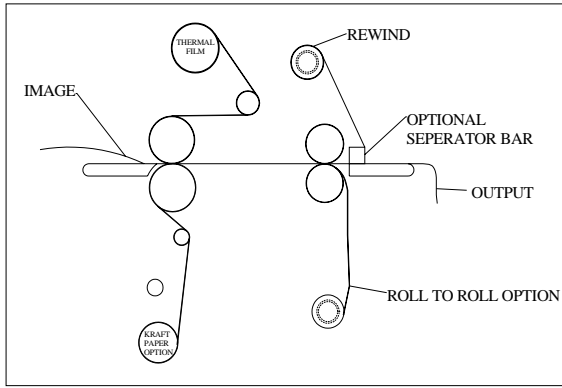 THERMAL
FILM
REWIND
IMAGE
OPTIONAL
SEPERATOR BAR
OUTPUT
ROLL TO ROLL OPTION
KRAFT
PAPER
OPTION